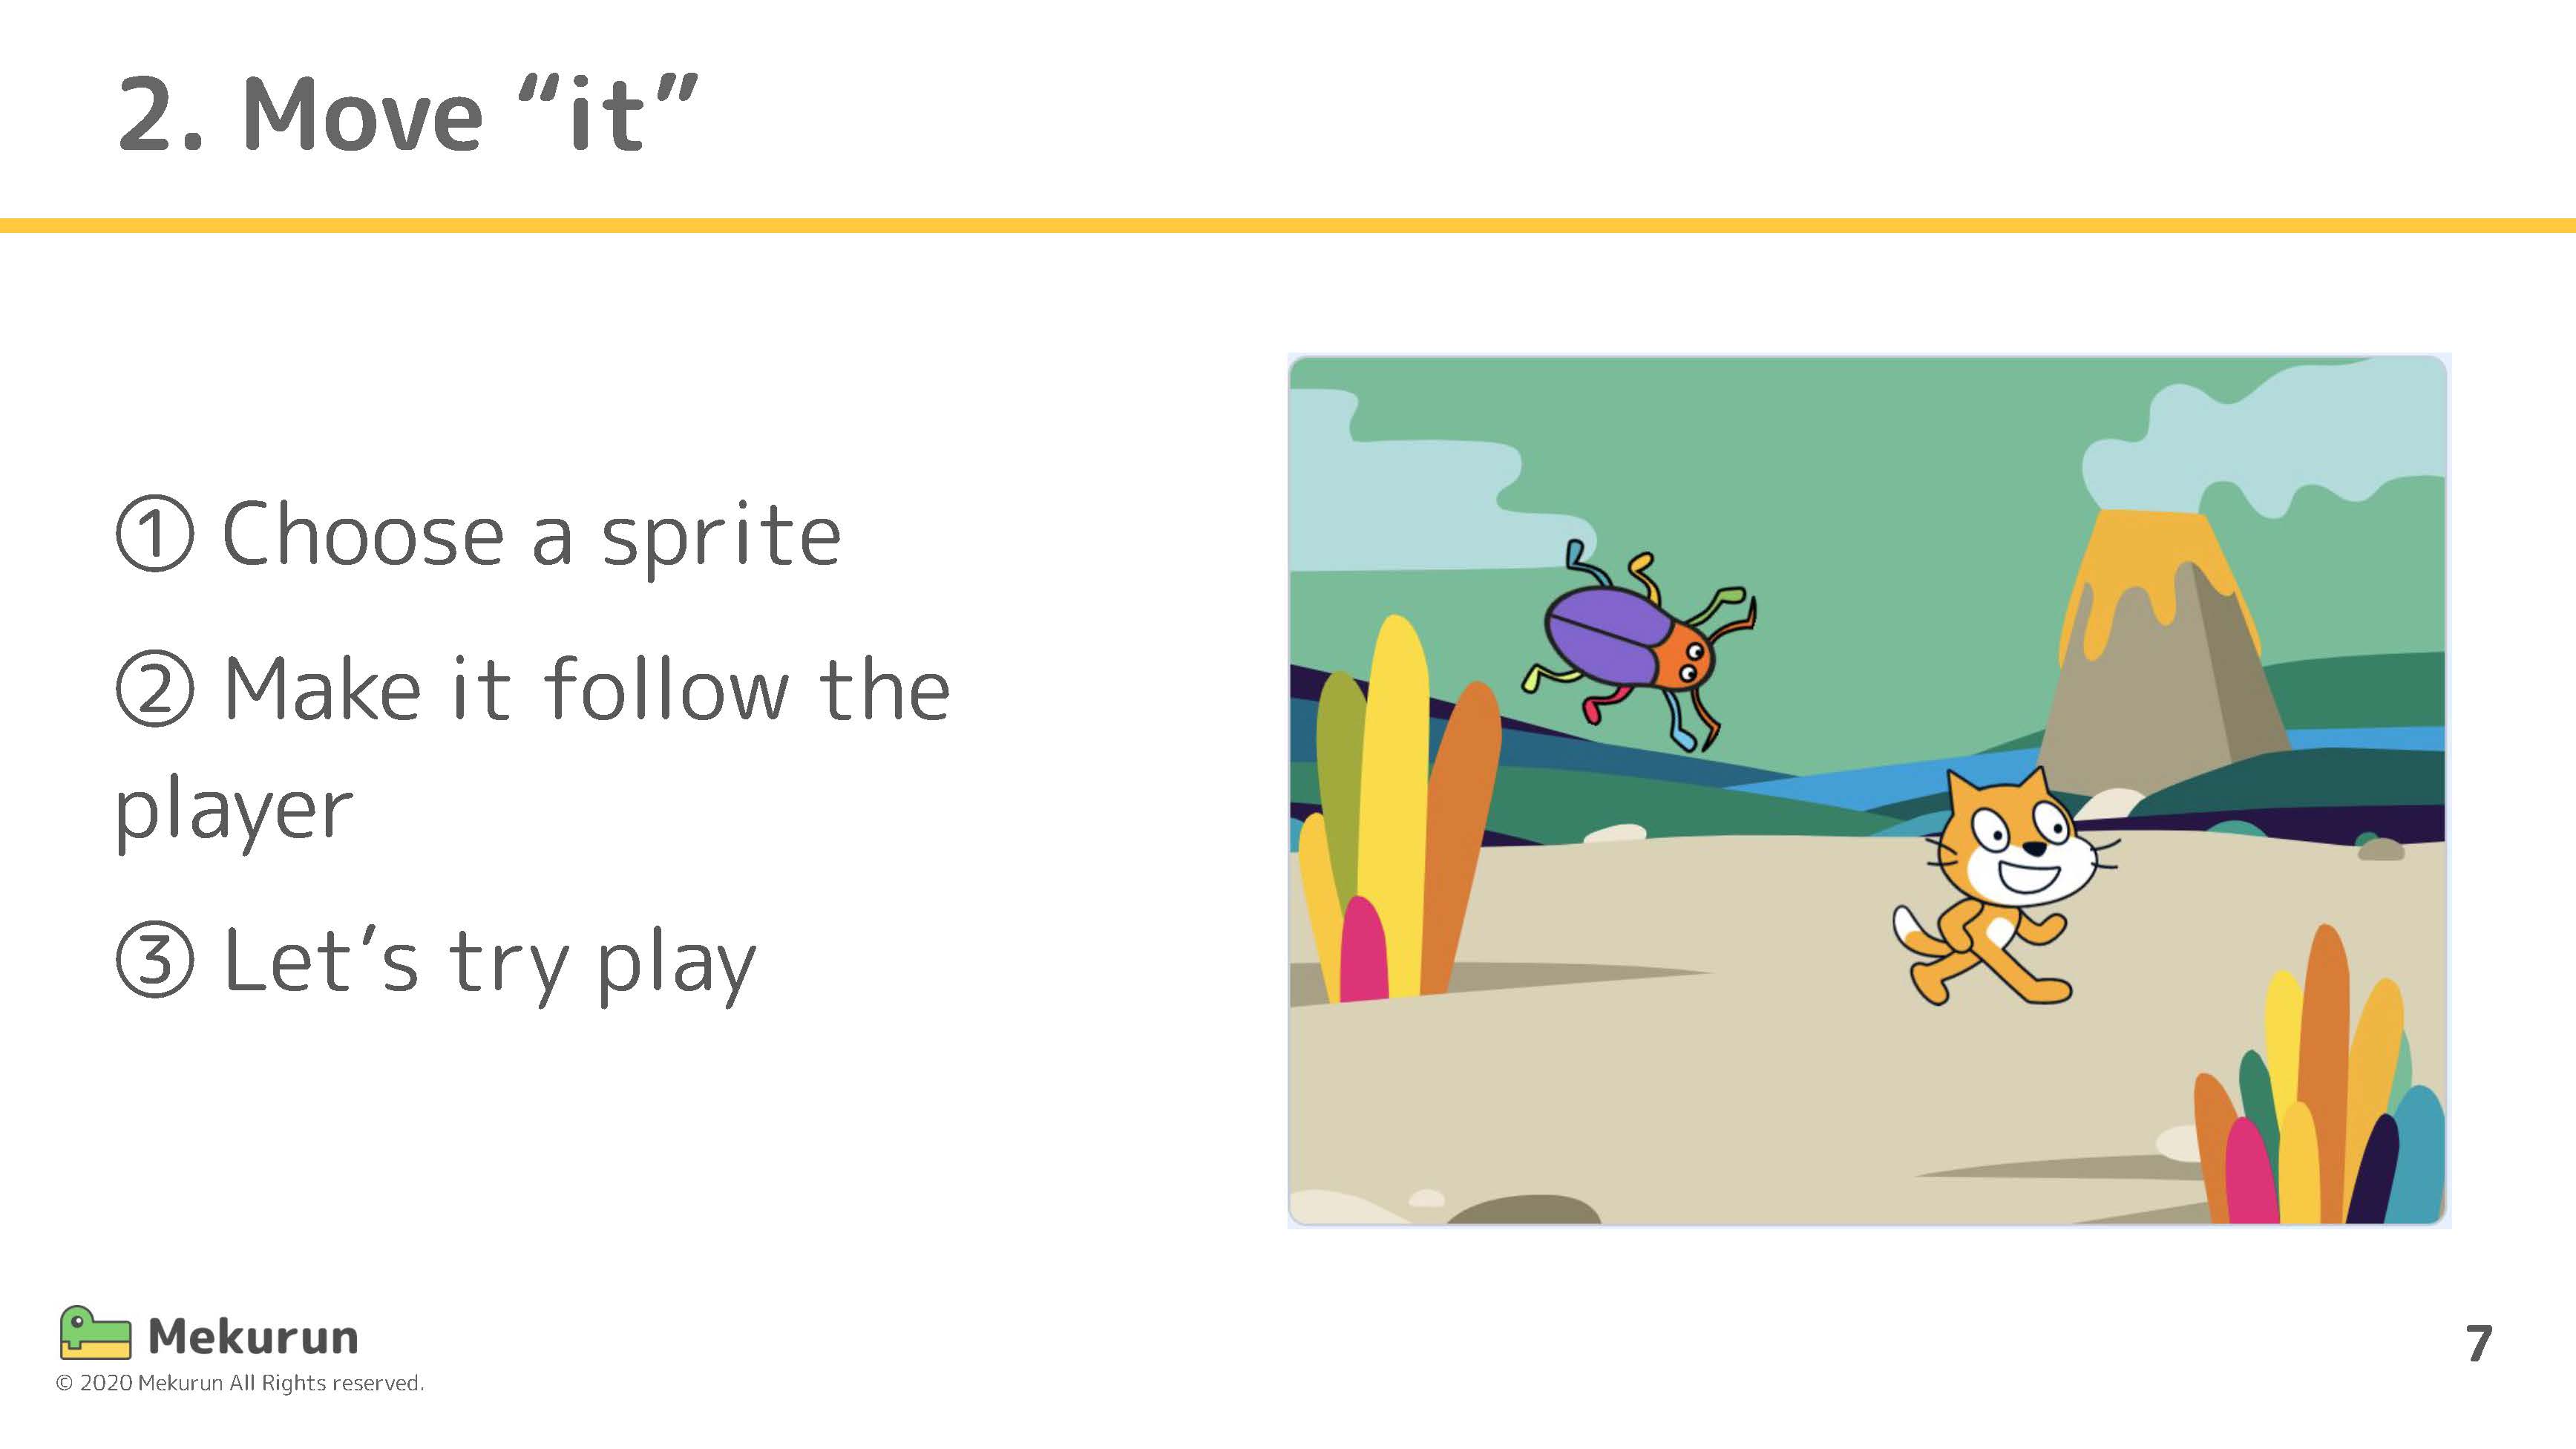 2. Move “it”
① Choose a sprite
② Make it follow the
player
③ Let’s try play
Mekurun
© 2020 Mekurun All Rights reserved.
7